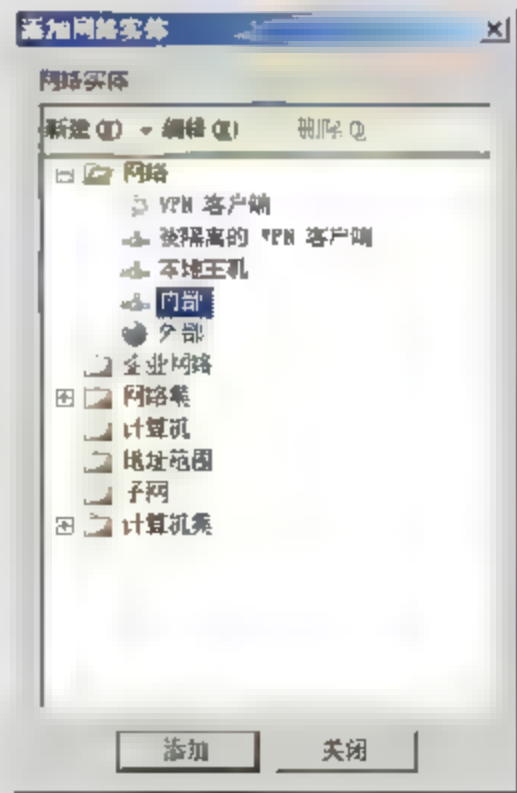 添加网络实体
网络实体
新建(N) 编辑(E) 删除(D)
网络
VPN 客户端
被隔离的 VPN 客户端
本地主机
内部
外部
企业网络
网络集
计算机
地址范围
子网
计算机集
添加 关闭